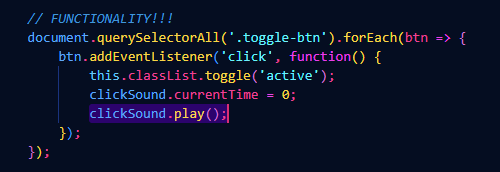 // FUNCTIONALITY!!!
document.querySelectorAll('.toggle-btn').forEach(btn => {
    btn.addEventListener('click', function() {
        this.classList.toggle('active');
        clickSound.currentTime = 0;
        clickSound.play();
    });
});